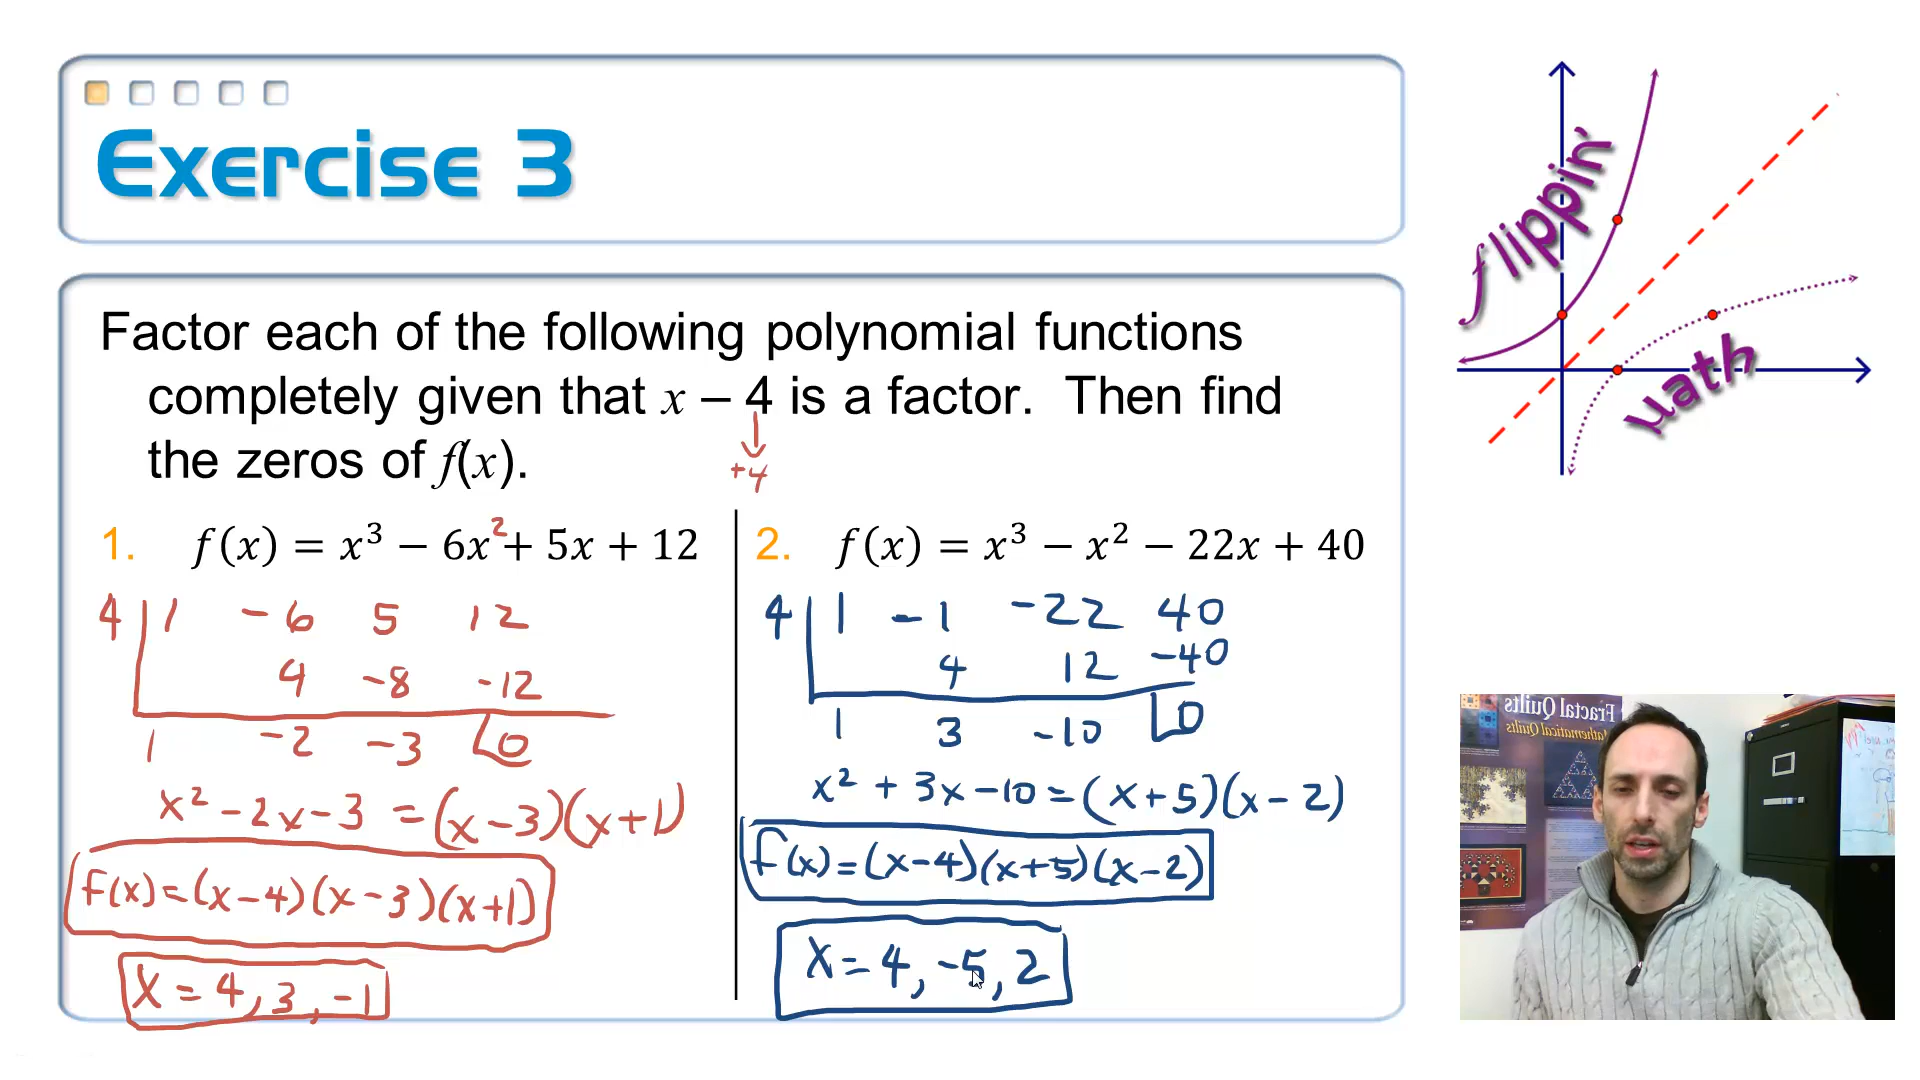 Exercise 3
flippin'
math
Factor each of the following polynomial functions
completely given that x – 4 is a factor. Then find
the zeros of f(x).
+4
1. f(x) = x³ − 6x² + 5x + 12
4 1 -6 5 12
4 -8 -12
1 -2 -3 0
x² - 2x - 3 = (x-3)(x+1)
f(x) = (x-4)(x-3)(x+1)
x = 4, 3, -1
2. f(x) = x³ − x² − 22x + 40
4 1 -1 -22 40
4 12 -40
1 3 -10 0
x² + 3x - 10 = (x+5)(x-2)
f(x) = (x-4)(x+5)(x-2)
x = 4, -5, 2
Fractal Quilts
Mathematical Quilts